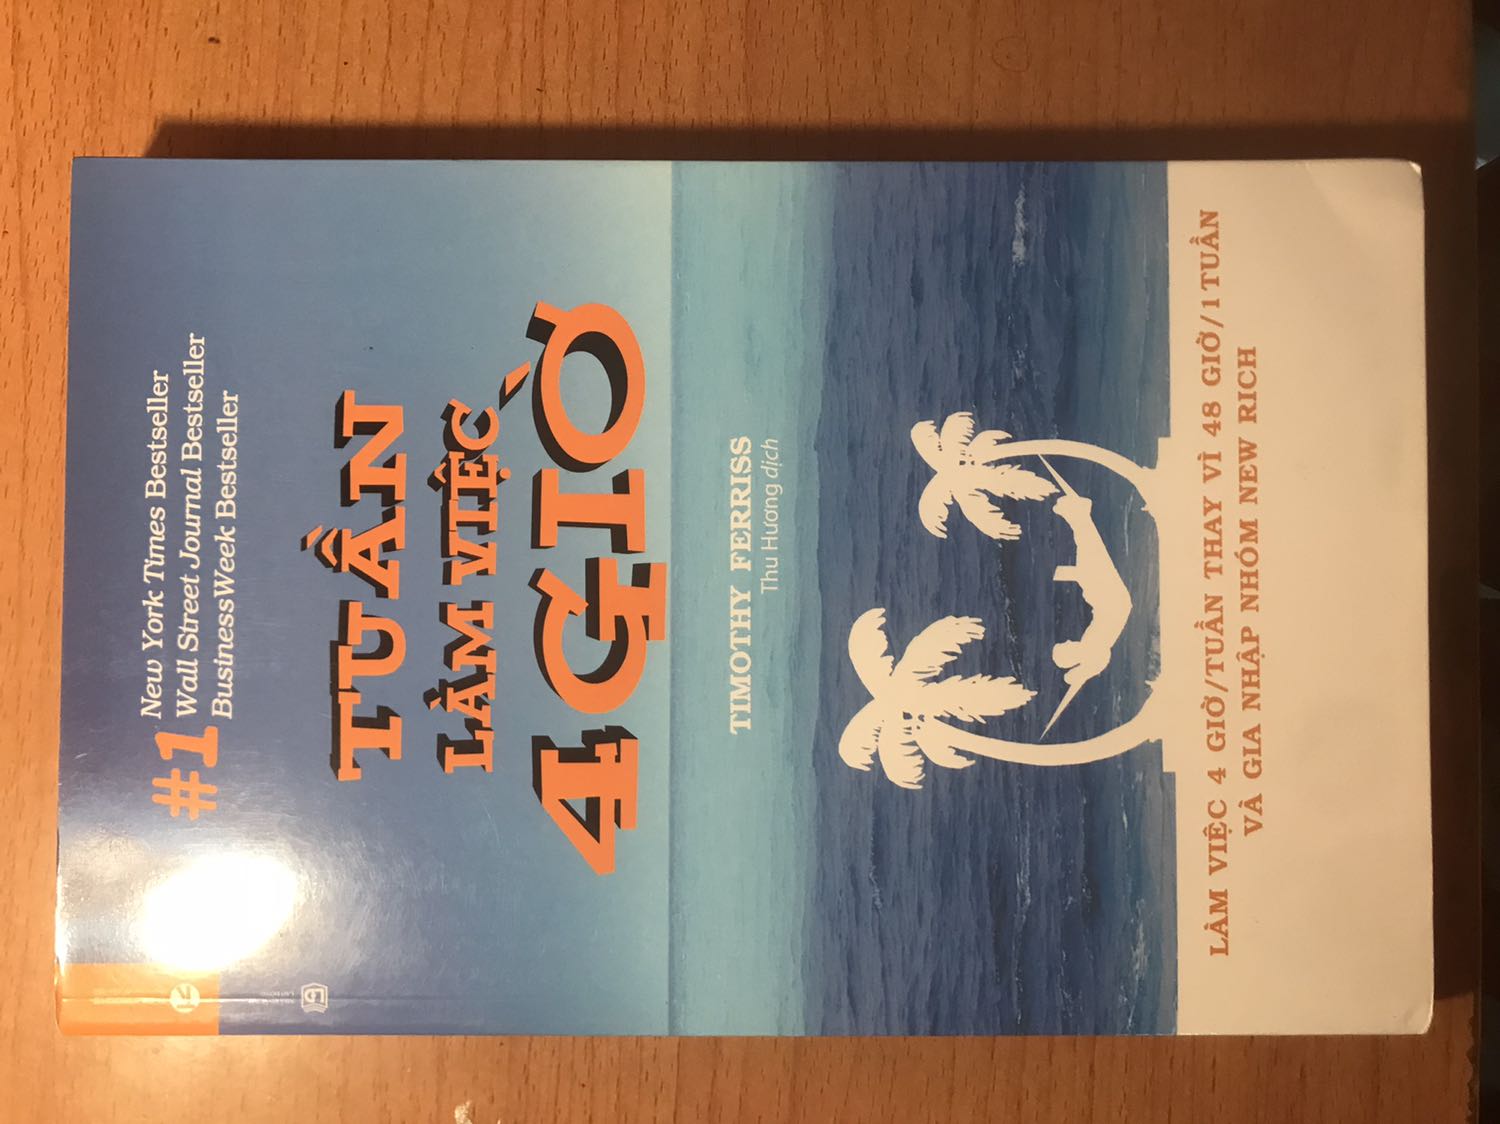 #1 New York Times Bestseller
Wall Street Journal Bestseller
BusinessWeek Bestseller
TUẦN
LÀM VIỆC
4 GIỜ
TIMOTHY FERRISS
Thu Hương dịch
LÀM VIỆC 4 GIỜ/TUẦN THAY VÌ 48 GIỜ/1 TUẦN
VÀ GIA NHẬP NHÓM NEW RICH